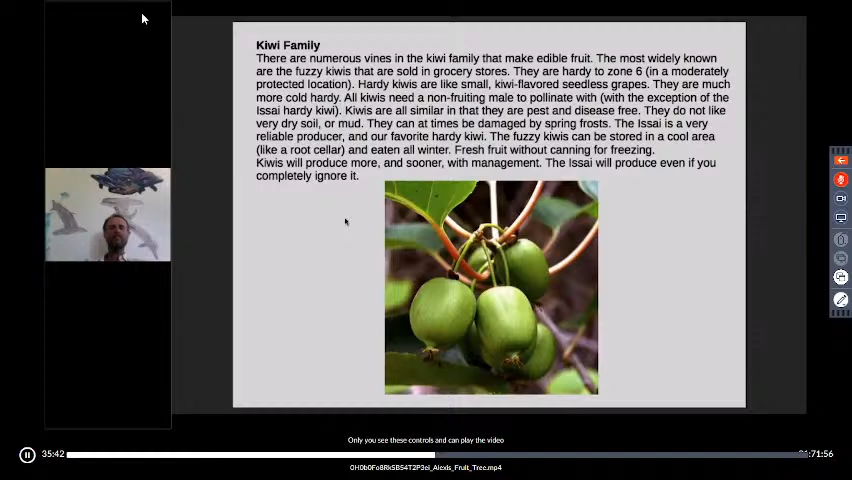 Kiwi Family
There are numerous vines in the kiwi family that make edible fruit. The most widely known
are the fuzzy kiwis that are sold in grocery stores. They are hardy to zone 6 (in a moderately
protected location). Hardy kiwis are like small, kiwi-flavored seedless grapes. They are much
more cold hardy. All kiwis need a non-fruiting male to pollinate with (with the exception of the
Issai hardy kiwi). Kiwis are all similar in that they are pest and disease free. They do not like
very dry soil, or mud. They can at times be damaged by spring frosts. The Issai is a very
reliable producer, and our favorite hardy kiwi. The fuzzy kiwis can be stored in a cool area
(like a root cellar) and eaten all winter. Fresh fruit without canning for freezing.
Kiwis will produce more, and sooner, with management. The Issai will produce even if you
completely ignore it.
Only you see these controls and can play the video
35:42